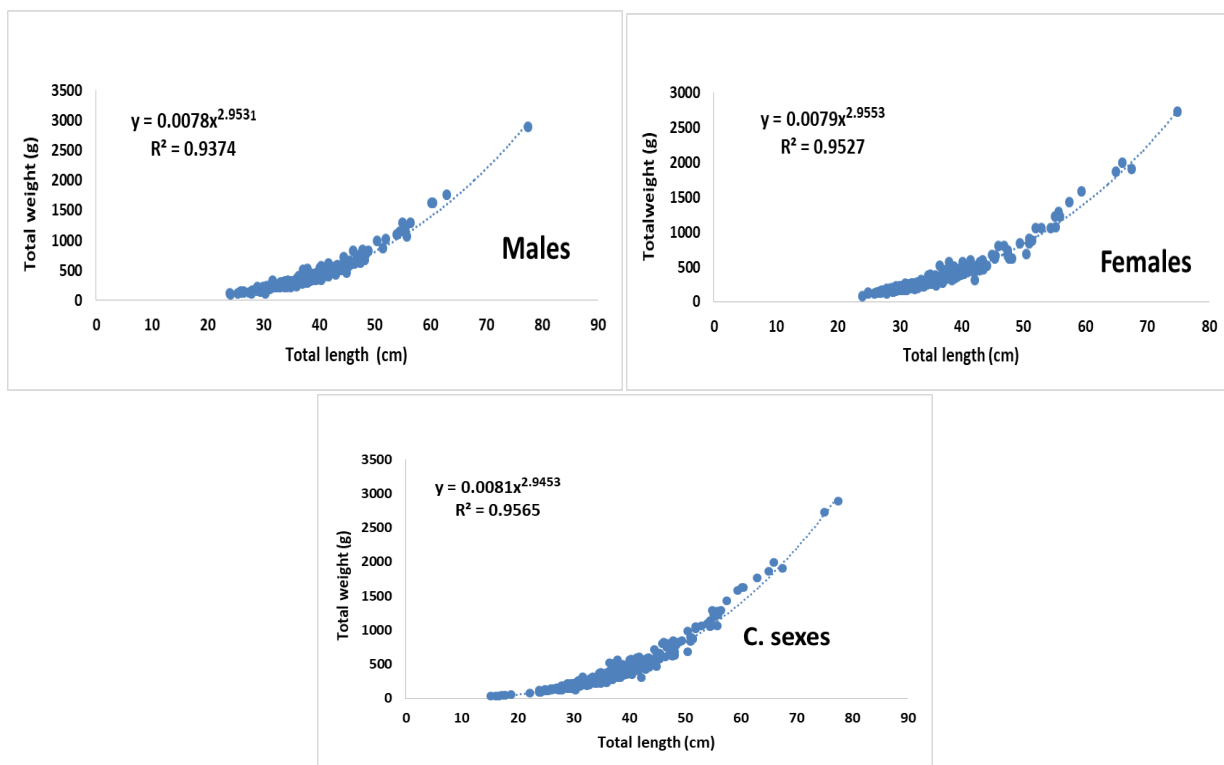 Total weight (g)
3500
3000
2500
2000
1500
1000
500
0
y = 0.0078x^2.9531
R² = 0.9374
Males
0 10 20 30 40 50 60 70 80 90
Total length (cm)
Totalweight (g)
3000
2500
2000
1500
1000
500
0
y = 0.0079x^2.9553
R² = 0.9527
Females
0 10 20 30 40 50 60 70 80
Total length (cm)
Total weight (g)
3500
3000
2500
2000
1500
1000
500
0
y = 0.0081x^2.9453
R² = 0.9565
C. sexes
0 10 20 30 40 50 60 70 80 90
Total length (cm)